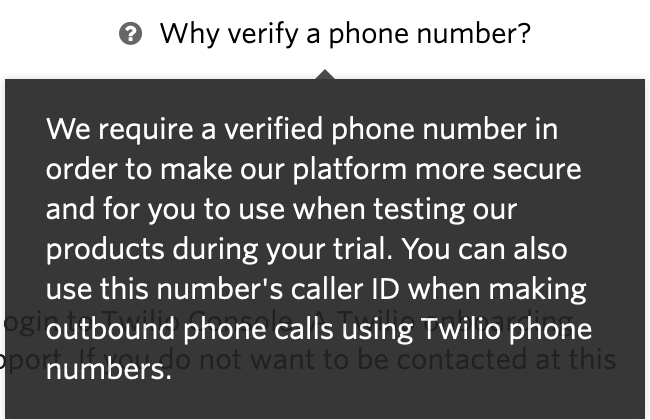 Why verify a phone number?
We require a verified phone number in
order to make our platform more secure
and for you to use when testing our
products during your trial. You can also
use this number's caller ID when making
ogin to Twilio Console. A Twilio onboarding
outbound phone calls using Twilio phone
pport. If you do not want to be contacted at this
numbers.